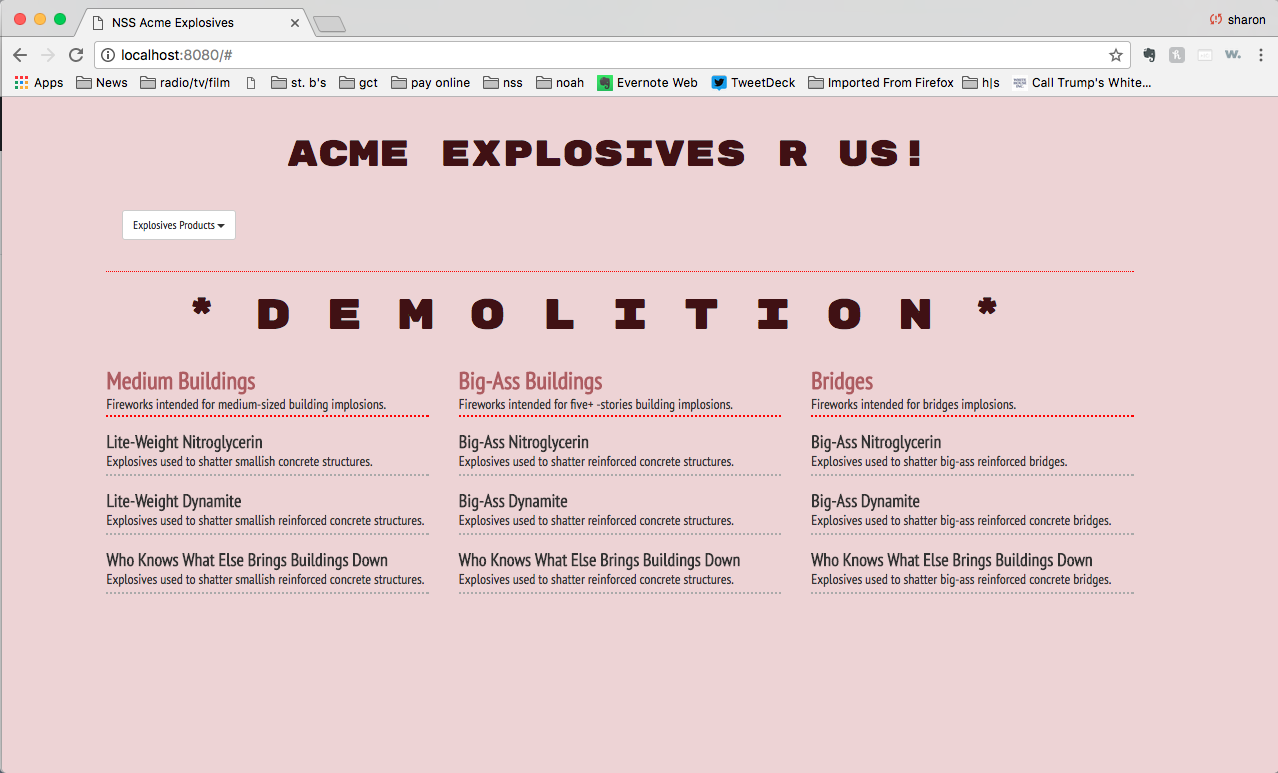 NSS Acme Explosives
sharon
localhost:8080/#
w.
Apps News radio/tv/film st. b's gct pay online nss noah Evernote Web TweetDeck Imported From Firefox h|s Call Trump's White...
ACME EXPLOSIVES R US!
Explosives Products
* D E M O L I T I O N *
Medium Buildings
Fireworks intended for medium-sized building implosions.
Lite-Weight Nitroglycerin
Explosives used to shatter smallish concrete structures.
Lite-Weight Dynamite
Explosives used to shatter smallish reinforced concrete structures.
Who Knows What Else Brings Buildings Down
Explosives used to shatter smallish reinforced concrete structures.
Big-Ass Buildings
Fireworks intended for five+ -stories building implosions.
Big-Ass Nitroglycerin
Explosives used to shatter reinforced concrete structures.
Big-Ass Dynamite
Explosives used to shatter reinforced concrete structures.
Who Knows What Else Brings Buildings Down
Explosives used to shatter reinforced concrete structures.
Bridges
Fireworks intended for bridges implosions.
Big-Ass Nitroglycerin
Explosives used to shatter big-ass reinforced bridges.
Big-Ass Dynamite
Explosives used to shatter big-ass reinforced concrete bridges.
Who Knows What Else Brings Buildings Down
Explosives used to shatter big-ass reinforced concrete bridges.